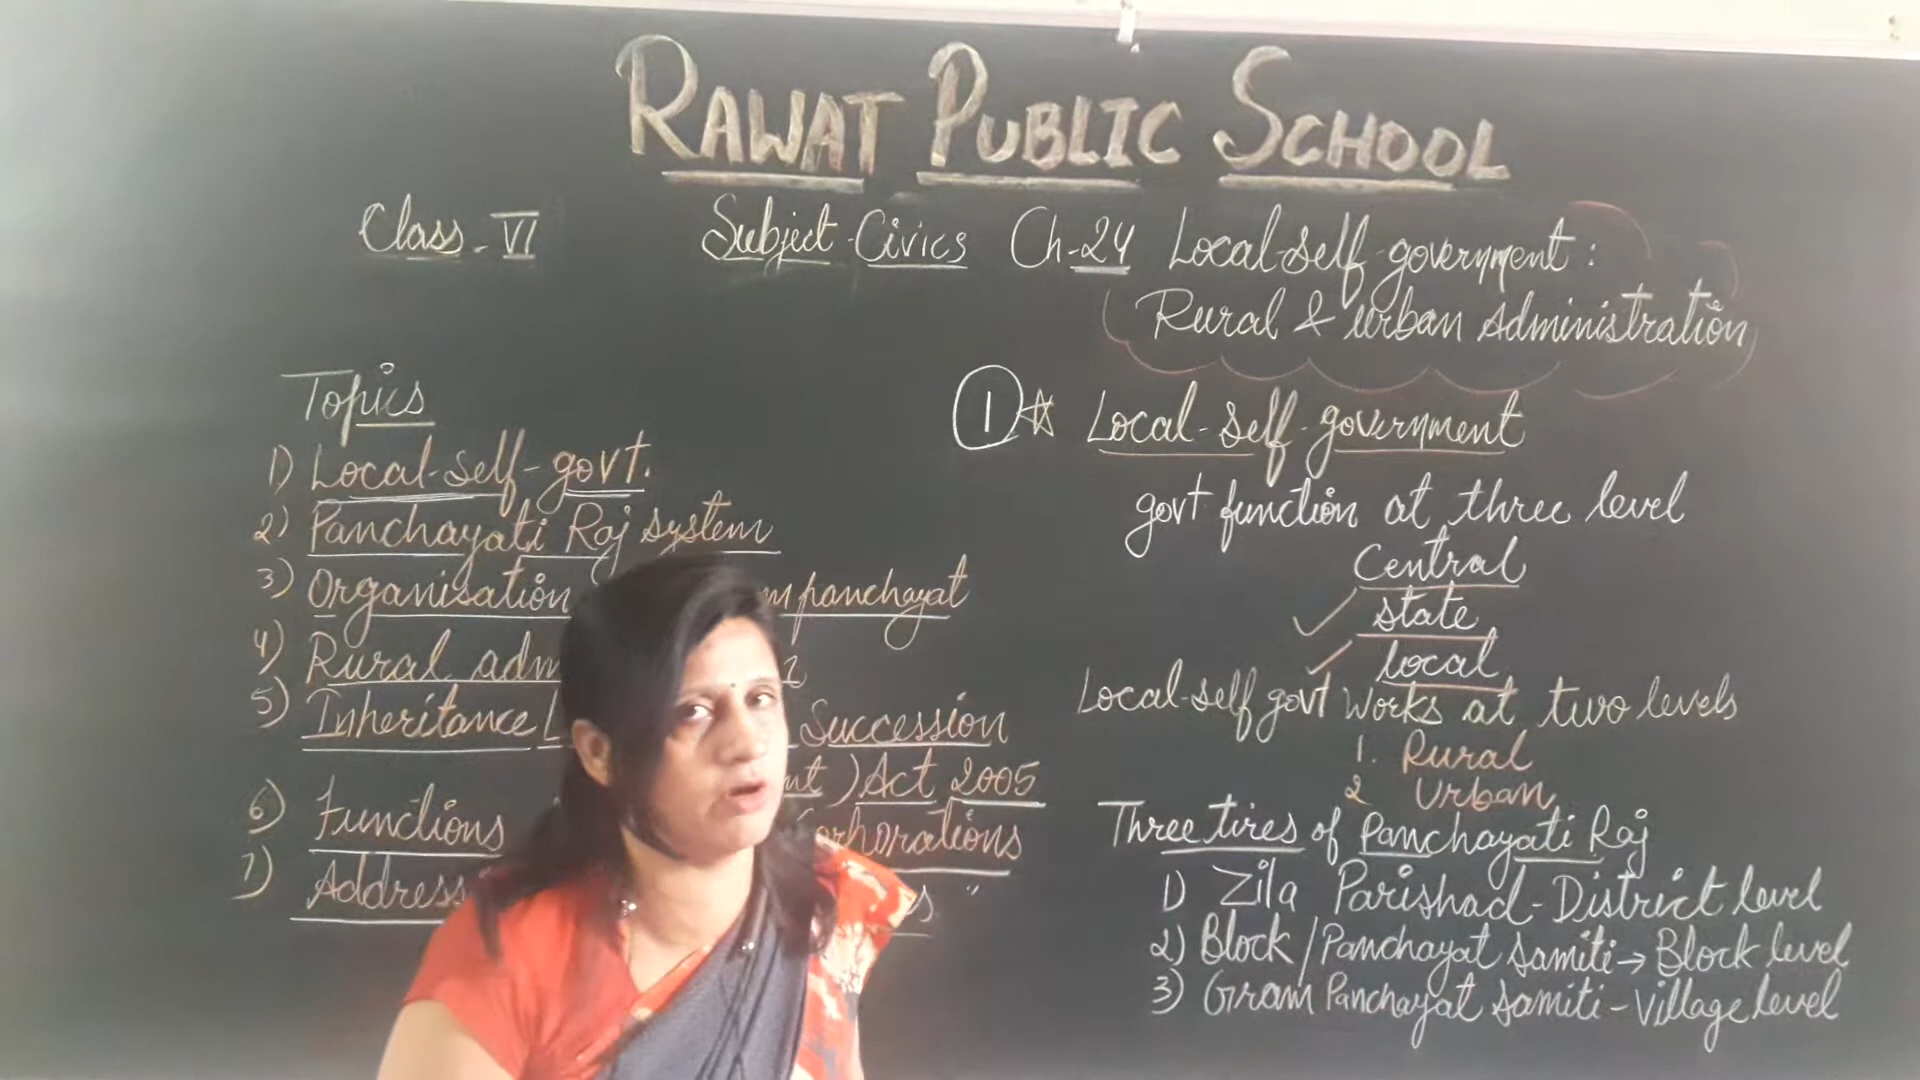 RAWAT PUBLIC SCHOOL
Class - VI Subject - Civics Ch-24 Local-self-government:
Rural & urban Administration
Topics
1) Local-self-govt.
2) Panchayati Raj system
3) Organisation panchayat
4) Rural
5) Inheritance Succession
Act 2005
6) Functions Corporations
7)
1 Local-self-government
govt function at three level
Central
state
local
Local-self govt works at two levels
1. Rural
2 Urban
Three tires of Panchayati Raj
1) Zila Parishad - District level
2) Block / Panchayat Samiti → Block level
3) Gram Panchayat Samiti - Village level